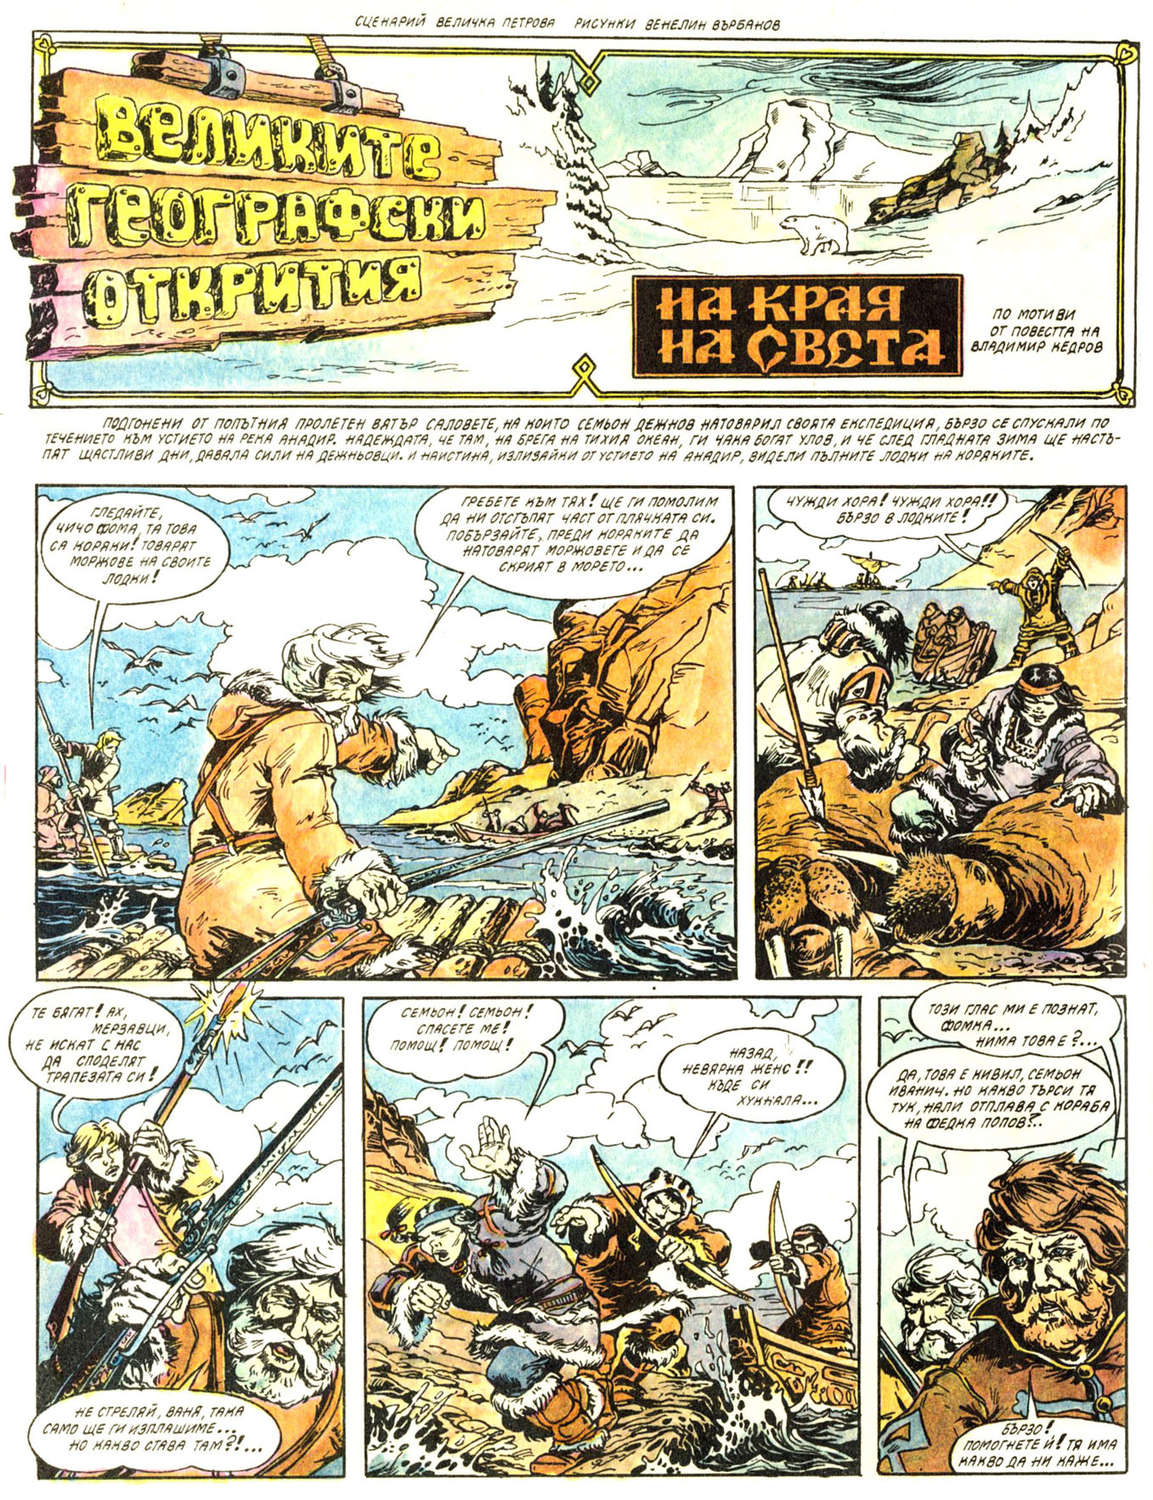 СЦЕНАРИЙ ВЕЛИЧКА ПЕТРОВА РИСУНКИ ВЕНЕЛИН ВЪРБАНОВ
ВЕЛИКИТЕ
ГЕОГРАФСКИ
ОТКРИТИЯ
НА КРАЯ
НА СВЕТА
ПО МОТИВИ
ОТ ПОВЕСТТА НА
ВЛАДИМИР КЕДРОВ
ПОДГОНЕНИ ОТ ПОПЪТНИЯ ПРОЛЕТЕН ВЯТЪР САЛОВЕТЕ, НА КОИТО СЕМЬОН ДЕЖНОВ НАТОВАРИЛ СВОЯТА ЕКСПЕДИЦИЯ, БЪРЗО СЕ СПУСКАЛИ ПО
ТЕЧЕНИЕТО КЪМ УСТИЕТО НА РЕКА АНАДИР. НАДЕЖДАТА, ЧЕ ТАМ, НА БРЕГА НА ТИХИЯ ОКЕАН, ГИ ЧАКА БОГАТ УЛОВ, И ЧЕ СЛЕД ГЛАДНАТА ЗИМА ЩЕ НАСТЪ-
ПЯТ ЩАСТЛИВИ ДНИ, ДАВАЛА СИЛИ НА ДЕЖНЬОВЦИ. И НАИСТИНА, ИЗЛИЗАЙКИ ОТ УСТИЕТО НА АНАДИР, ВИДЕЛИ ПЪЛНИТЕ ЛОДКИ НА КОРЯКИТЕ.
ГЛЕДАЙТЕ,
ЧИЧО ФОМА, ТА ТОВА
СА КОРЯКИ! ТОВАРЯТ
МОРЖОВЕ НА СВОИТЕ
ЛОДКИ!
ГРЕБЕТЕ КЪМ ТЯХ! ЩЕ ГИ ПОМОЛИМ
ДА НИ ОТСТЪПЯТ ЧАСТ ОТ ПЛЯЧКАТА СИ.
ПОБЪРЗАЙТЕ, ПРЕДИ КОРЯКИТЕ ДА
НАТОВАРЯТ МОРЖОВЕТЕ И ДА СЕ
СКРИЯТ В МОРЕТО...
ЧУЖДИ ХОРА! ЧУЖДИ ХОРА!!
БЪРЗО В ЛОДКИТЕ!
ТЕ БЯГАТ! АХ,
МЕРЗАВЦИ,
НЕ ИСКАТ С НАС
ДА СПОДЕЛЯТ
ТРАПЕЗАТА СИ!
НЕ СТРЕЛЯЙ, ВАНЯ, ТАКА
САМО ЩЕ ГИ ИЗПЛАШИМЕ...
НО КАКВО СТАВА ТАМ?!...
СЕМЬОН! СЕМЬОН!
СПАСЕТЕ МЕ!
ПОМОЩ! ПОМОЩ!
НАЗАД,
НЕВЯРКА ЖЕНО!!
КЪДЕ СИ
ХУКНАЛА...
ТОЗИ ГЛАС МИ Е ПОЗНАТ,
ФОМКА...
НИМА ТОВА Е?...
ДА, ТОВА Е КИВИЛ, СЕМЬОН
ИВАНИЧ. НО КАКВО ТЪРСИ ТЯ
ТУК, НАЛИ ОТПЛАВА С КОРАБА
НА ФЕДКА ПОПОВ?..
БЪРЗО!
ПОМОГНЕТЕ Й! ТЯ ИМА
КАКВО ДА НИ КАЖЕ...